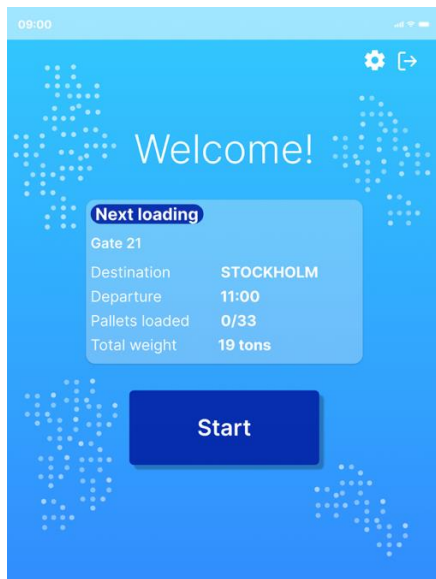 09:00
Welcome!
Next loading
Gate 21
Destination STOCKHOLM
Departure 11:00
Pallets loaded 0/33
Total weight 19 tons
Start